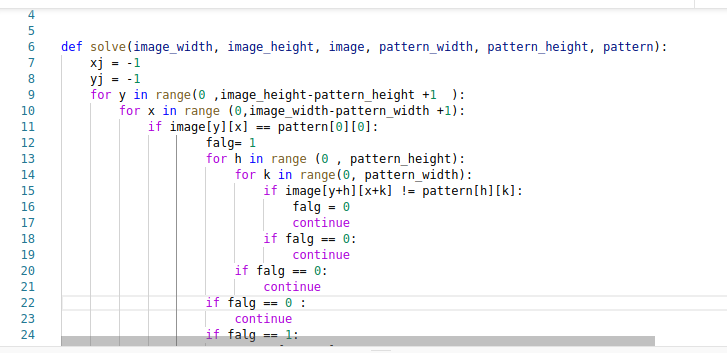 4
5
6 def solve(image_width, image_height, image, pattern_width, pattern_height, pattern):
7 xj = -1
8 yj = -1
9 for y in range(0 ,image_height-pattern_height +1  ):
10 for x in range (0,image_width-pattern_width +1):
11 if image[y][x] == pattern[0][0]:
12 falg= 1
13 for h in range (0 , pattern_height):
14 for k in range(0, pattern_width):
15 if image[y+h][x+k] != pattern[h][k]:
16 falg = 0
17 continue
18 if falg == 0:
19 continue
20 if falg == 0:
21 continue
22 if falg == 0 :
23 continue
24 if falg == 1: